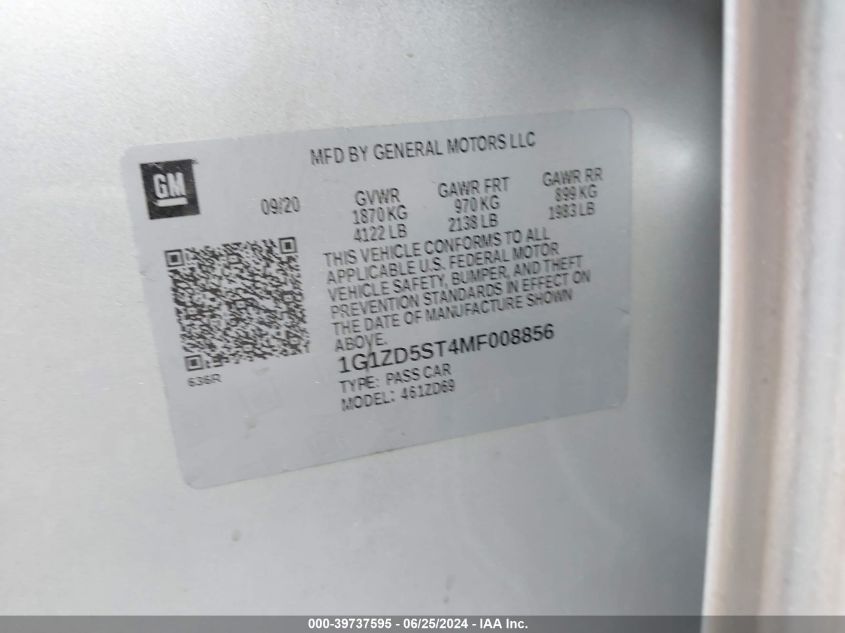 MFD BY GENERAL MOTORS LLC
GM
09/20
GVWR GAWR FRT GAWR RR
1870 KG 970 KG 899 KG
4122 LB 2138 LB 1983 LB
THIS VEHICLE CONFORMS TO ALL
APPLICABLE U.S. FEDERAL MOTOR
VEHICLE SAFETY, BUMPER, AND THEFT
PREVENTION STANDARDS IN EFFECT ON
THE DATE OF MANUFACTURE SHOWN
ABOVE.
1G1ZD5ST4MF008856
636R
TYPE: PASS CAR
MODEL: 461ZD69
000-39737595 - 06/25/2024 - IAA Inc.